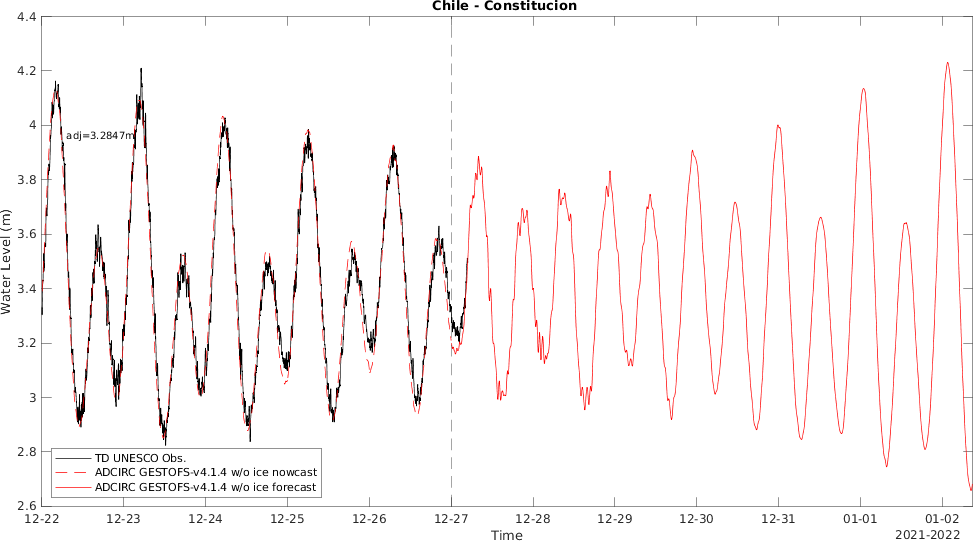 Chile - Constitucion
4.4
4.2
4
3.8
3.6
3.4
3.2
3
2.8
2.6
Water Level (m)
adj=3.2847m
TD UNESCO Obs.
ADCIRC GESTOFS-v4.1.4 w/o ice nowcast
ADCIRC GESTOFS-v4.1.4 w/o ice forecast
12-22 12-23 12-24 12-25 12-26 12-27 12-28 12-29 12-30 12-31 01-01 01-02
Time
2021-2022